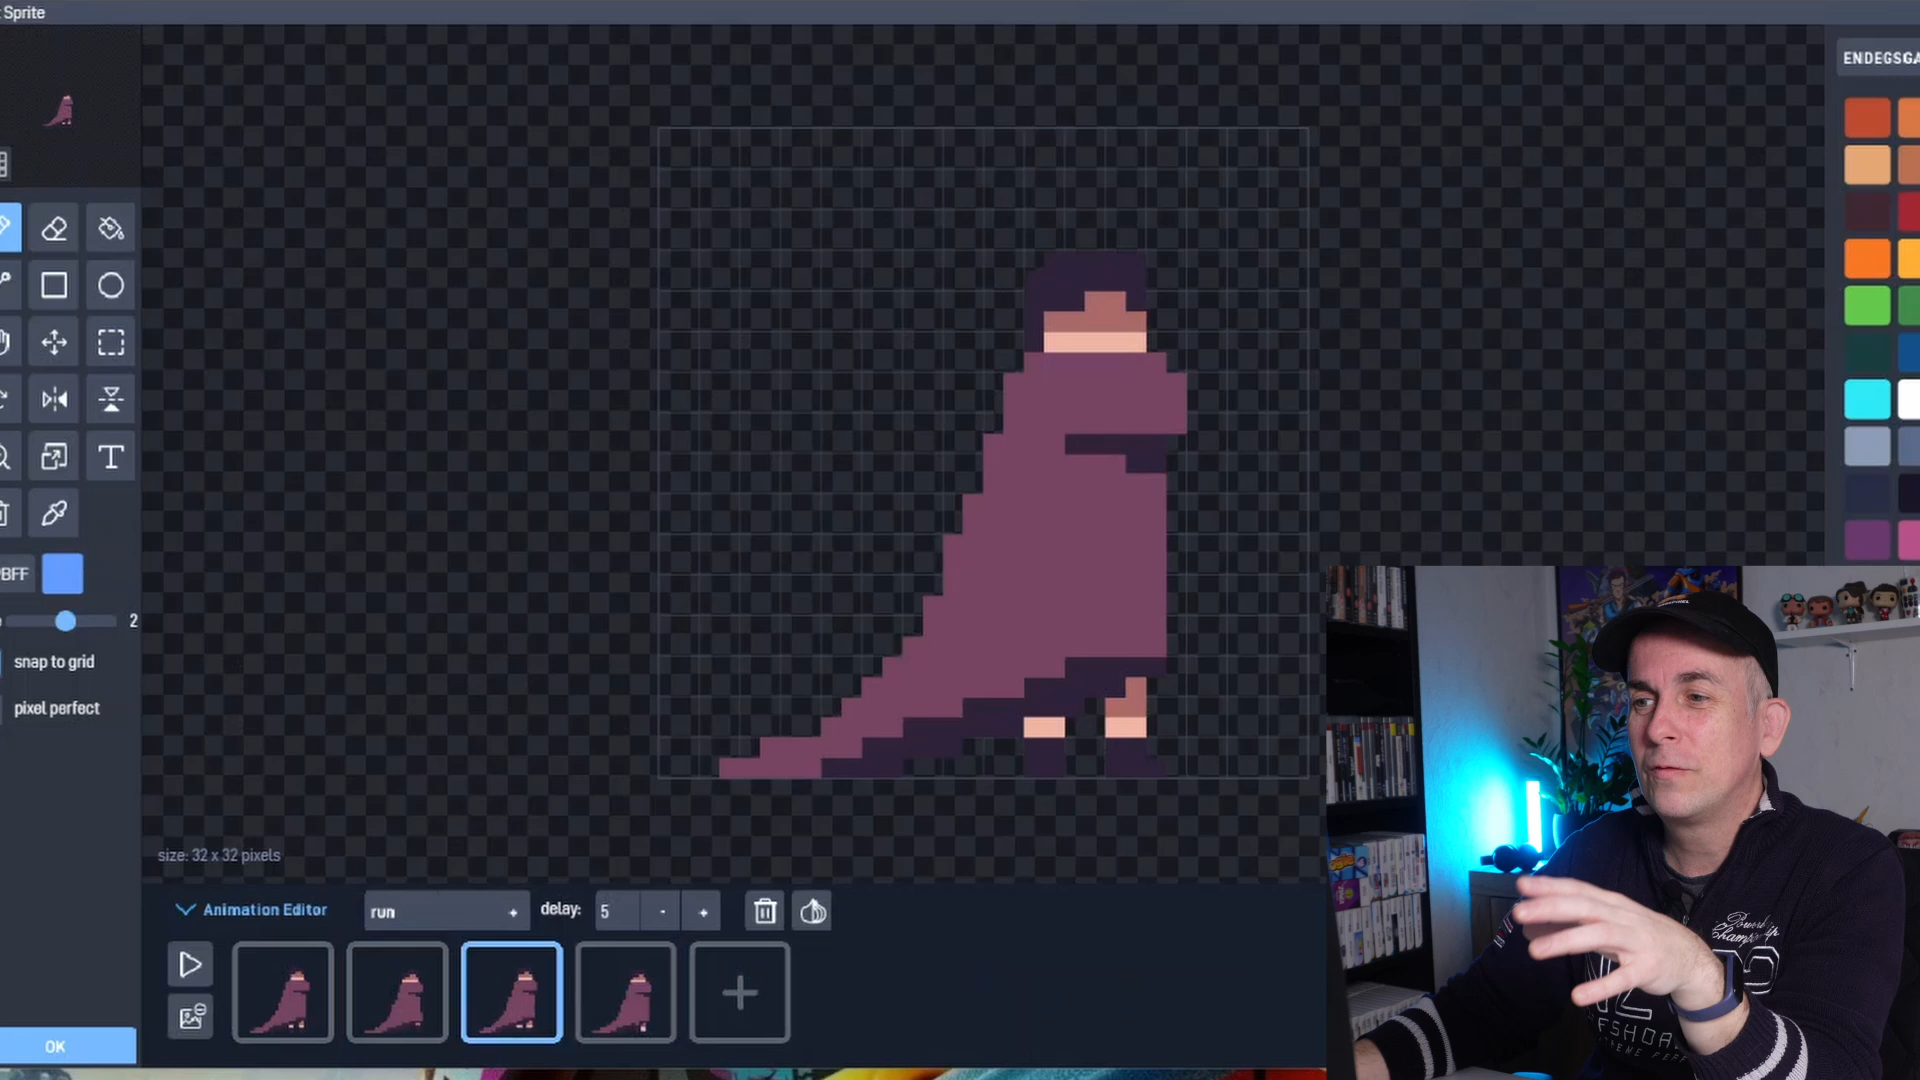 Sprite
ENDEGSGA
T
BFF
2
snap to grid
pixel perfect
size: 32 x 32 pixels
Animation Editor
run
delay:
5
-
+
OK